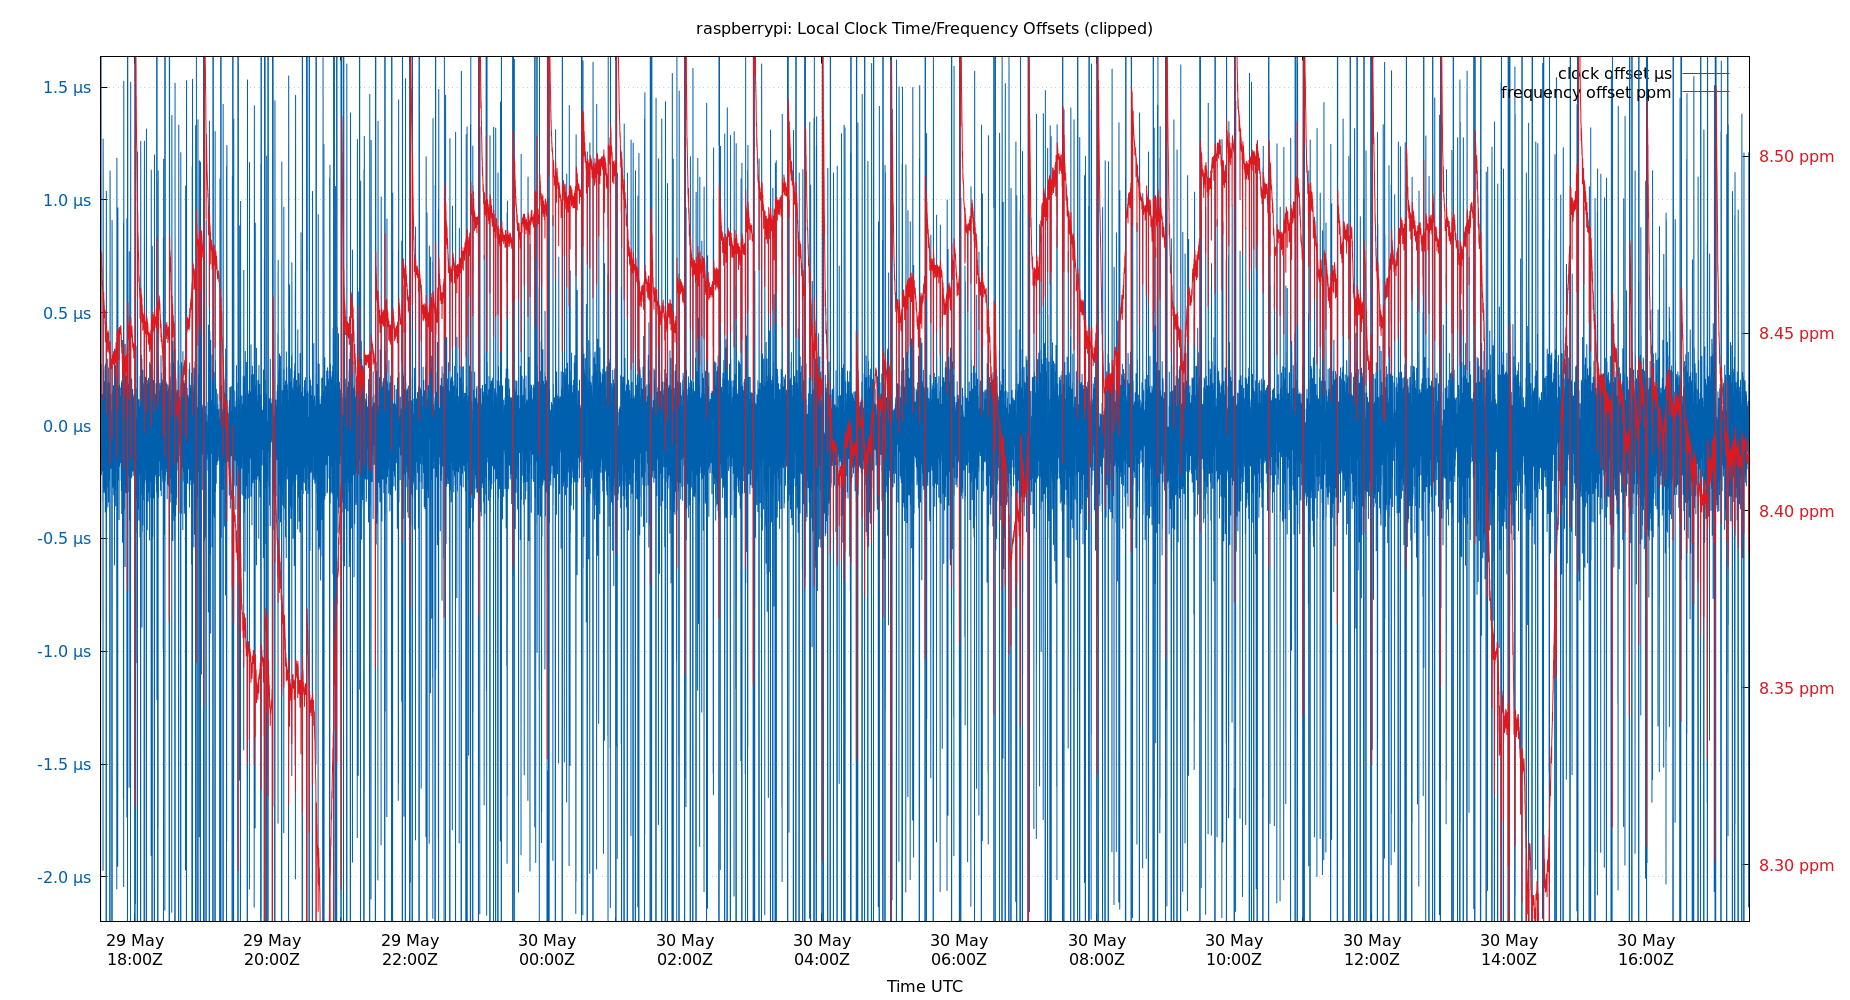 raspberrypi: Local Clock Time/Frequency Offsets (clipped)
clock offset µs
frequency offset ppm
1.5 µs
1.0 µs
0.5 µs
0.0 µs
-0.5 µs
-1.0 µs
-1.5 µs
-2.0 µs
8.50 ppm
8.45 ppm
8.40 ppm
8.35 ppm
8.30 ppm
29 May 29 May 29 May 30 May 30 May 30 May 30 May 30 May 30 May 30 May 30 May 30 May
18:00Z 20:00Z 22:00Z 00:00Z 02:00Z 04:00Z 06:00Z 08:00Z 10:00Z 12:00Z 14:00Z 16:00Z
Time UTC